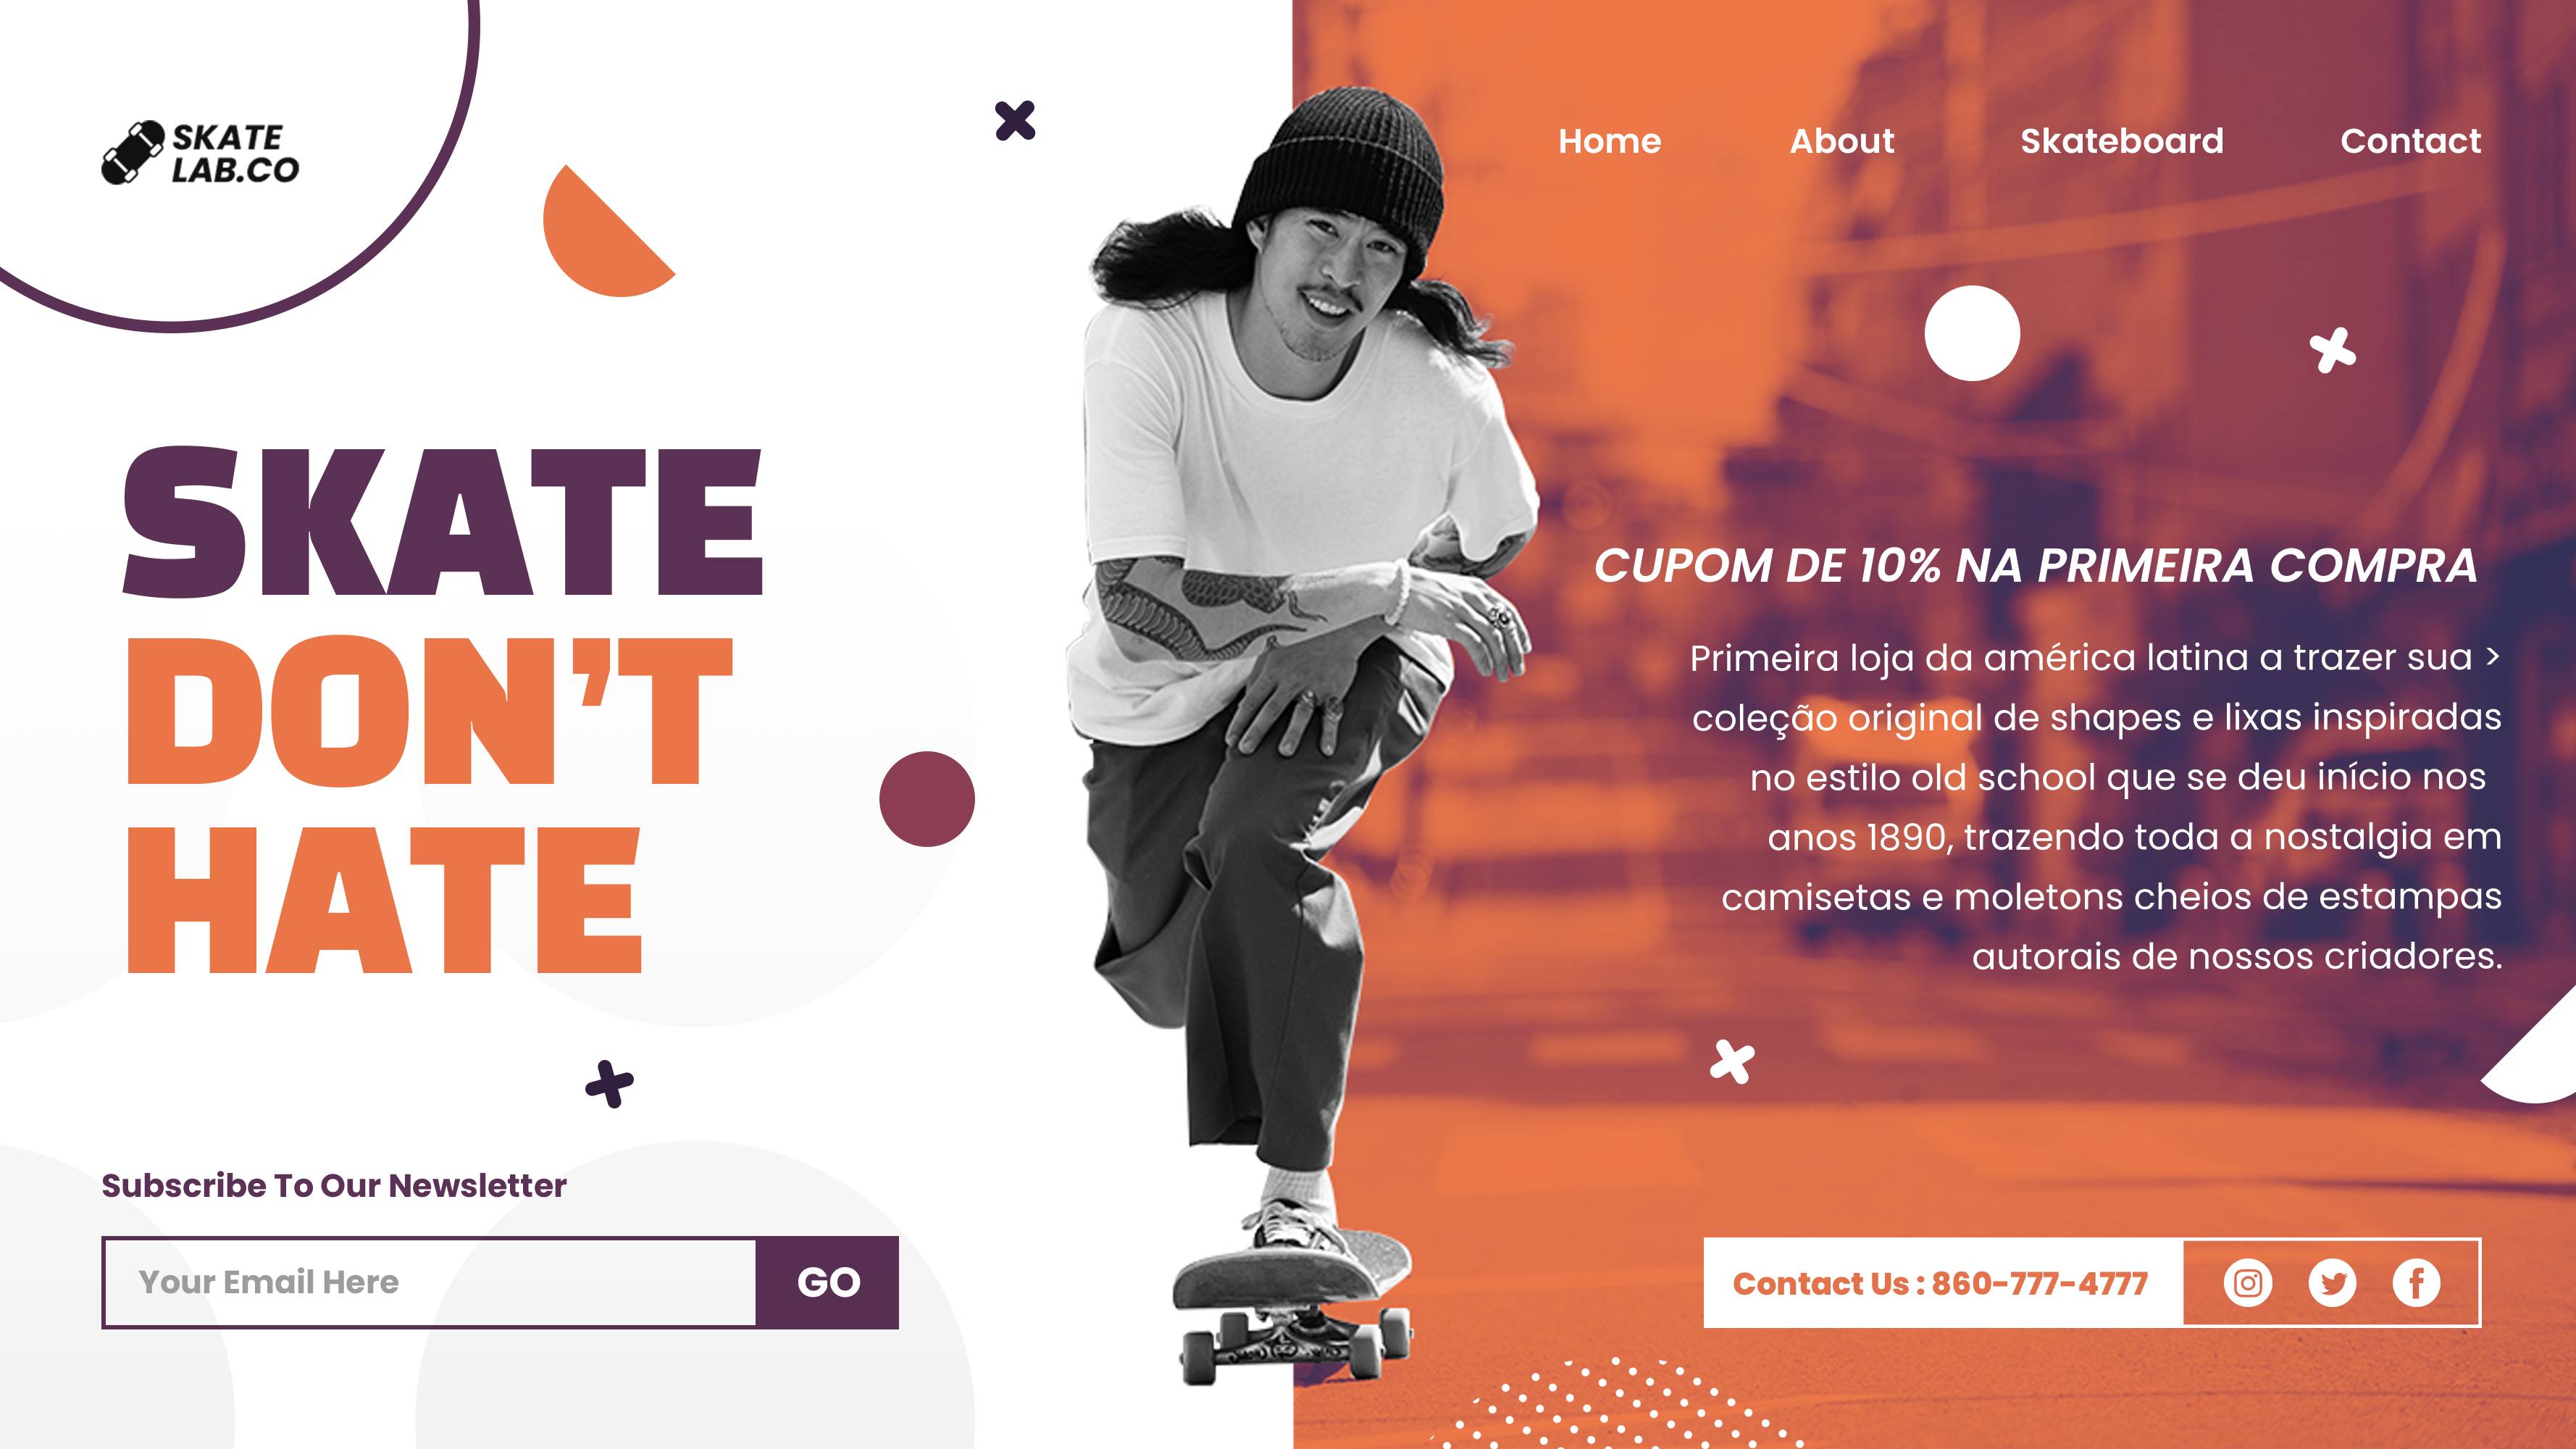 SKATE
LAB.CO
Home About Skateboard Contact
SKATE
DON’T
HATE
CUPOM DE 10% NA PRIMEIRA COMPRA
Primeira loja da américa latina a trazer sua >
coleção original de shapes e lixas inspiradas
no estilo old school que se deu início nos
anos 1890, trazendo toda a nostalgia em
camisetas e moletons cheios de estampas
autorais de nossos criadores.
Subscribe To Our Newsletter
Your Email Here GO
Contact Us : 860-777-4777